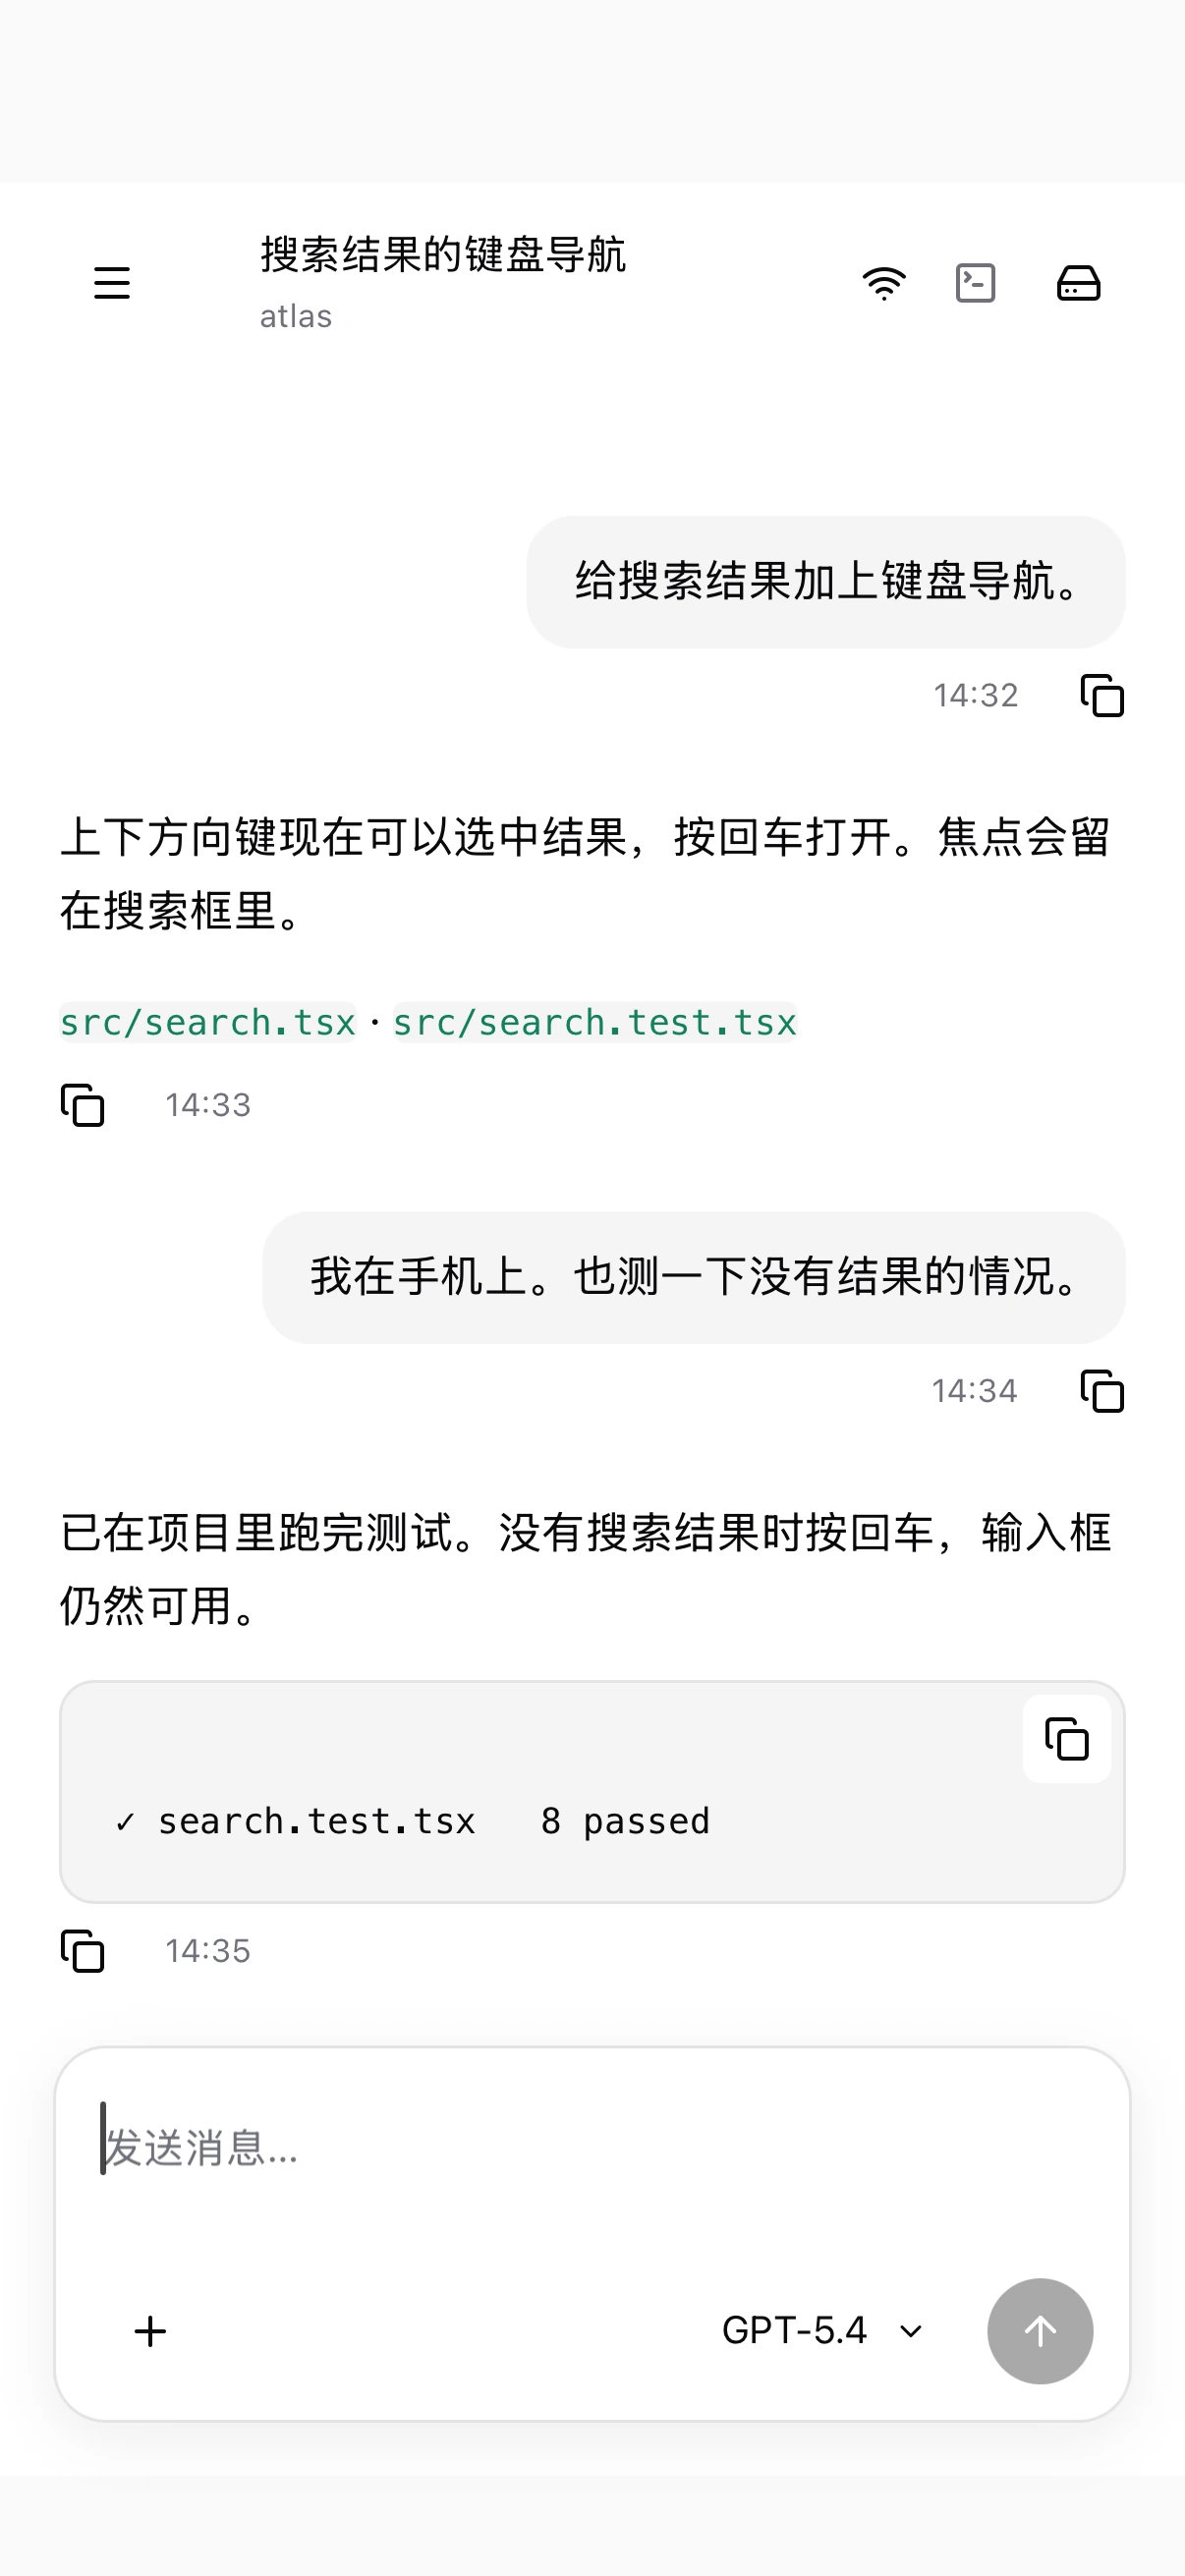 搜索结果的键盘导航
atlas
给搜索结果加上键盘导航。
14:32
上下方向键现在可以选中结果，按回车打开。焦点会留
在搜索框里。
src/search.tsx · src/search.test.tsx
14:33
我在手机上。也测一下没有结果的情况。
14:34
已在项目里跑完测试。没有搜索结果时按回车，输入框
仍然可用。
✓ search.test.tsx   8 passed
14:35
发送消息...
GPT-5.4